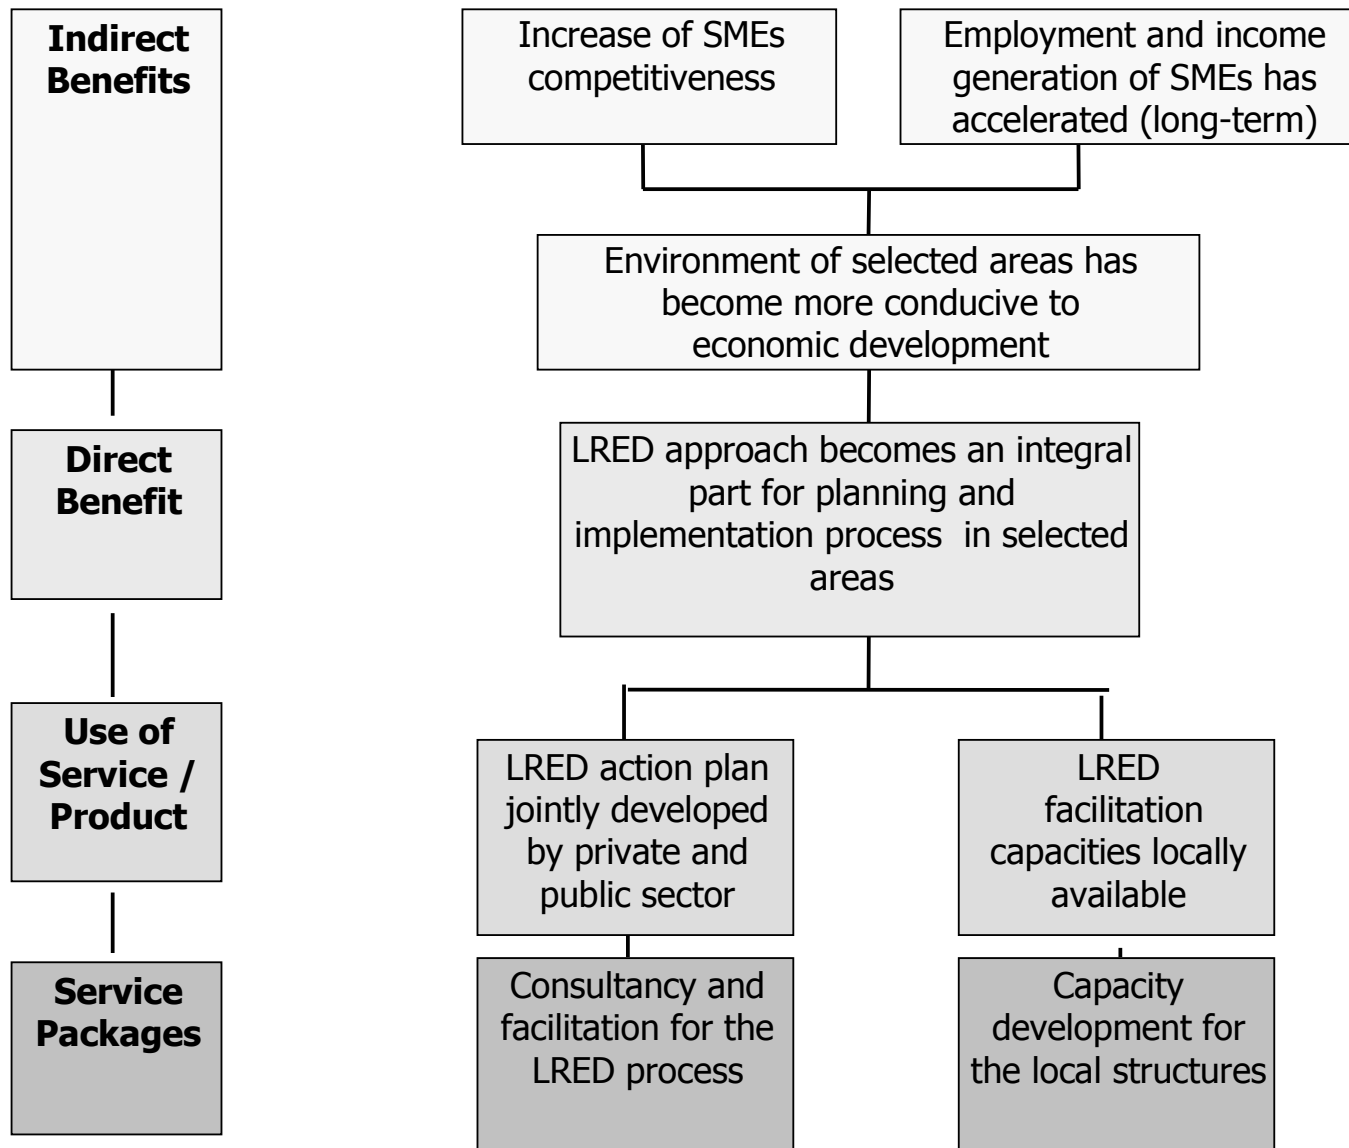 Indirect
Benefits
Increase of SMEs
competitiveness
Employment and income
generation of SMEs has
accelerated (long-term)
Environment of selected areas has
become more conducive to
economic development
Direct
Benefit
LRED approach becomes an integral
part for planning and
implementation process in selected
areas
Use of
Service /
Product
LRED action plan
jointly developed
by private and
public sector
LRED
facilitation
capacities locally
available
Service
Packages
Consultancy and
facilitation for the
LRED process
Capacity
development for
the local structures